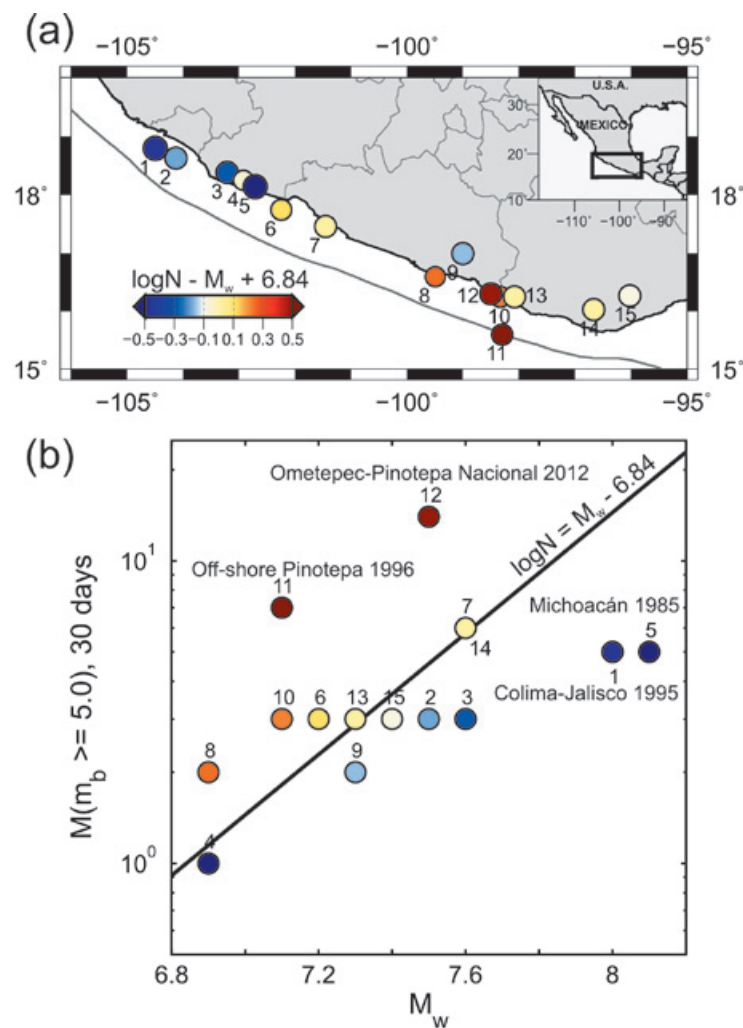 (a)
−105° −100° −95°
U.S.A.
30°
MEXICO
20°
10°
−110° −100° −90°
18° 18°
15° 15°
1 2 3 4 5 6 7 8 9 10 11 12 13 14 15
logN - Mw + 6.84
−0.5 −0.3 −0.1 0.1 0.3 0.5
−105° −100° −95°
(b)
Ometepec-Pinotepa Nacional 2012
12
logN = Mw - 6.84
Off-shore Pinotepa 1996
11
Michoacán 1985
7 5
14 1
Colima-Jalisco 1995
10 6 13 15 2 3
8 9
4
10¹
10⁰
M(mb >= 5.0), 30 days
6.8 7.2 7.6 8
Mw